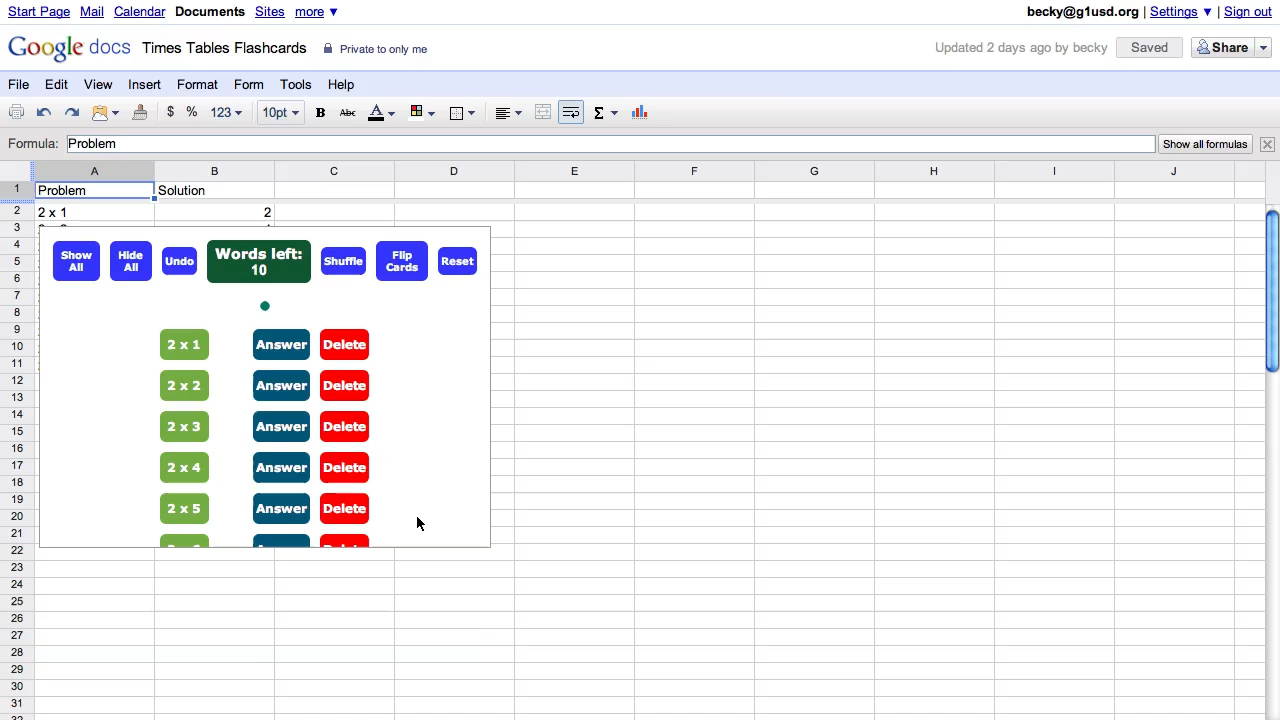 Start Page Mail Calendar Documents Sites more ▼ becky@g1usd.org | Settings ▼ | Sign out
Google docs Times Tables Flashcards Private to only me Updated 2 days ago by becky Saved Share
File Edit View Insert Format Form Tools Help
$ % 123 10pt B Abc A Σ
Formula: Problem Show all formulas
A B C D E F G H I J
1 Problem Solution
2 2 x 1 2
3
4
5
6
7
8
9
10
11
12
13
14
15
16
17
18
19
20
21
22
23
24
25
26
27
28
29
30
31
Show All
Hide All
Undo
Words left: 10
Shuffle
Flip Cards
Reset
2 x 1 Answer Delete
2 x 2 Answer Delete
2 x 3 Answer Delete
2 x 4 Answer Delete
2 x 5 Answer Delete